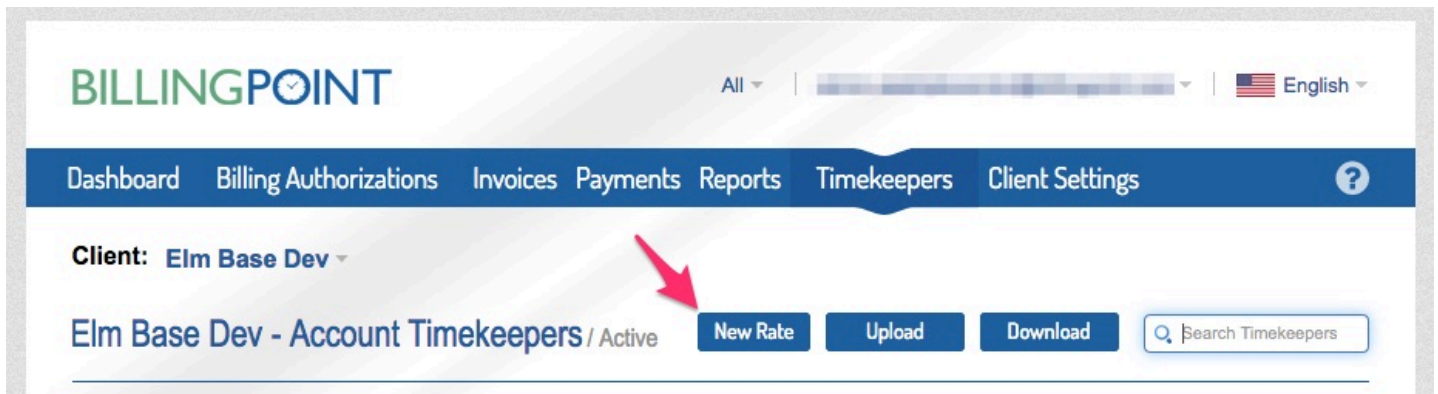 BILLINGPOINT All English
Dashboard Billing Authorizations Invoices Payments Reports Timekeepers Client Settings ?
Client: Elm Base Dev
Elm Base Dev - Account Timekeepers / Active New Rate Upload Download Search Timekeepers